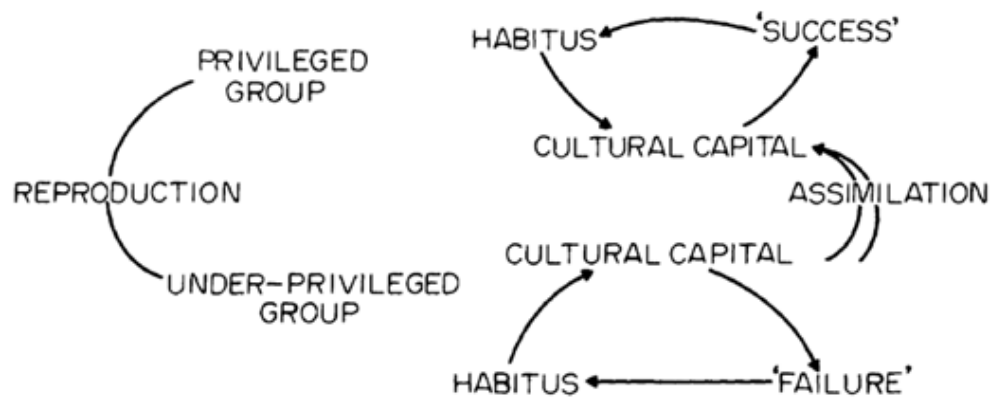 PRIVILEGED
GROUP
REPRODUCTION
UNDER-PRIVILEGED
GROUP
HABITUS
'SUCCESS'
CULTURAL CAPITAL
ASSIMILATION
CULTURAL CAPITAL
HABITUS
'FAILURE'